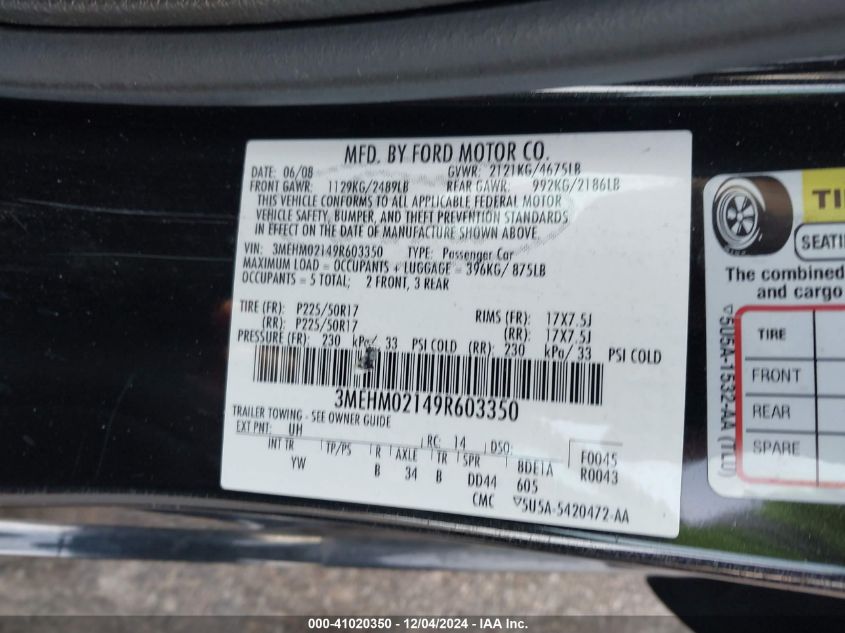 MFD. BY FORD MOTOR CO.
DATE: 06/08 GVWR: 2121KG/4675LB
FRONT GAWR: 1129KG/2489LB REAR GAWR: 992KG/2186LB
THIS VEHICLE CONFORMS TO ALL APPLICABLE FEDERAL MOTOR
VEHICLE SAFETY, BUMPER, AND THEFT PREVENTION STANDARDS
IN EFFECT ON THE DATE OF MANUFACTURE SHOWN ABOVE.
VIN: 3MEHM02149R603350 TYPE: Passenger Car
MAXIMUM LOAD = OCCUPANTS + LUGGAGE = 396KG/ 875LB
OCCUPANTS = 5 TOTAL; 2 FRONT, 3 REAR
TIRE (FR): P225/50R17 RIMS (FR): 17X7.5J
(RR): P225/50R17 (RR): 17X7.5J
PRESSURE (FR): 230 kPa/ 33 PSI COLD (RR): 230 kPa/ 33 PSI COLD
3MEHM02149R603350
TRAILER TOWING - SEE OWNER GUIDE
EXT PNT: UH RC: 14 DSO: F0045
INT TR TP/PS R AXLE TR SPR 8DE1A R0043
YW B 34 B DD44 605
CMC ▽5U5A-5420472-AA
TI
SEATI
The combined
and cargo
TIRE
FRONT
REAR
SPARE
▽5U5A-1532-AA (TLU)
000-41020350 - 12/04/2024 - IAA Inc.